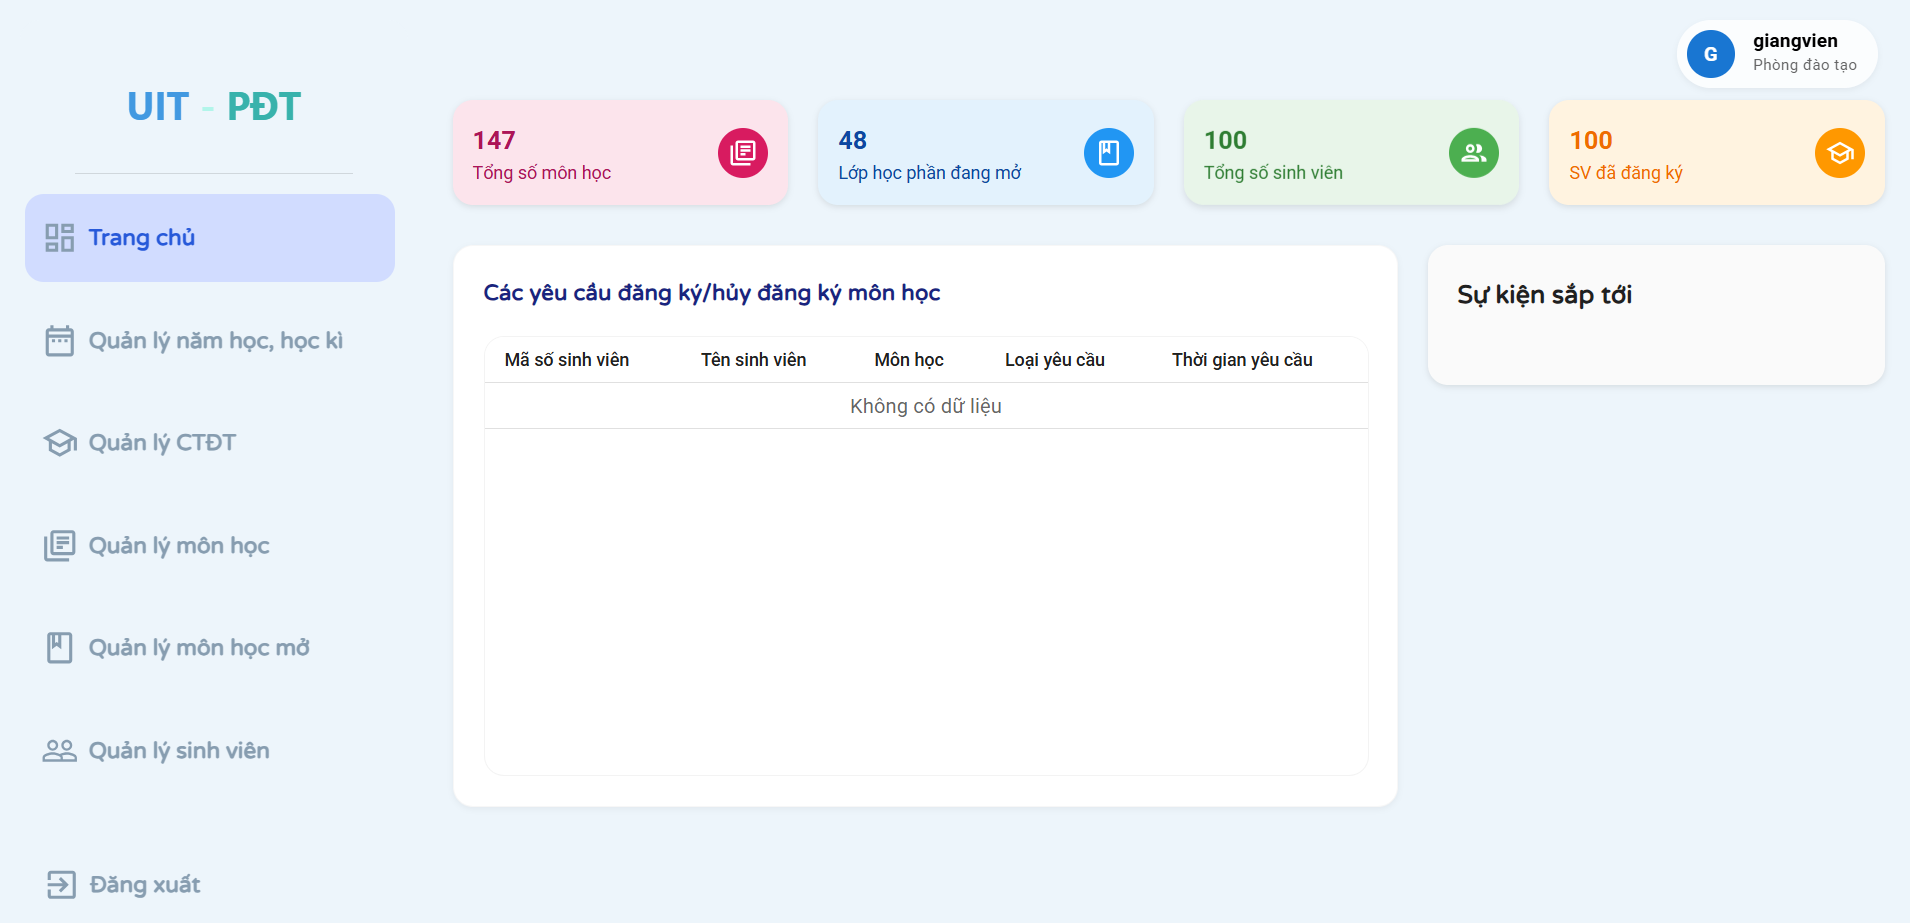 UIT - PĐT
Trang chủ
Quản lý năm học, học kì
Quản lý CTĐT
Quản lý môn học
Quản lý môn học mở
Quản lý sinh viên
Đăng xuất
G
giangvien
Phòng đào tạo
147
Tổng số môn học
48
Lớp học phần đang mở
100
Tổng số sinh viên
100
SV đã đăng ký
Các yêu cầu đăng ký/hủy đăng ký môn học
Mã số sinh viên Tên sinh viên Môn học Loại yêu cầu Thời gian yêu cầu
Không có dữ liệu
Sự kiện sắp tới